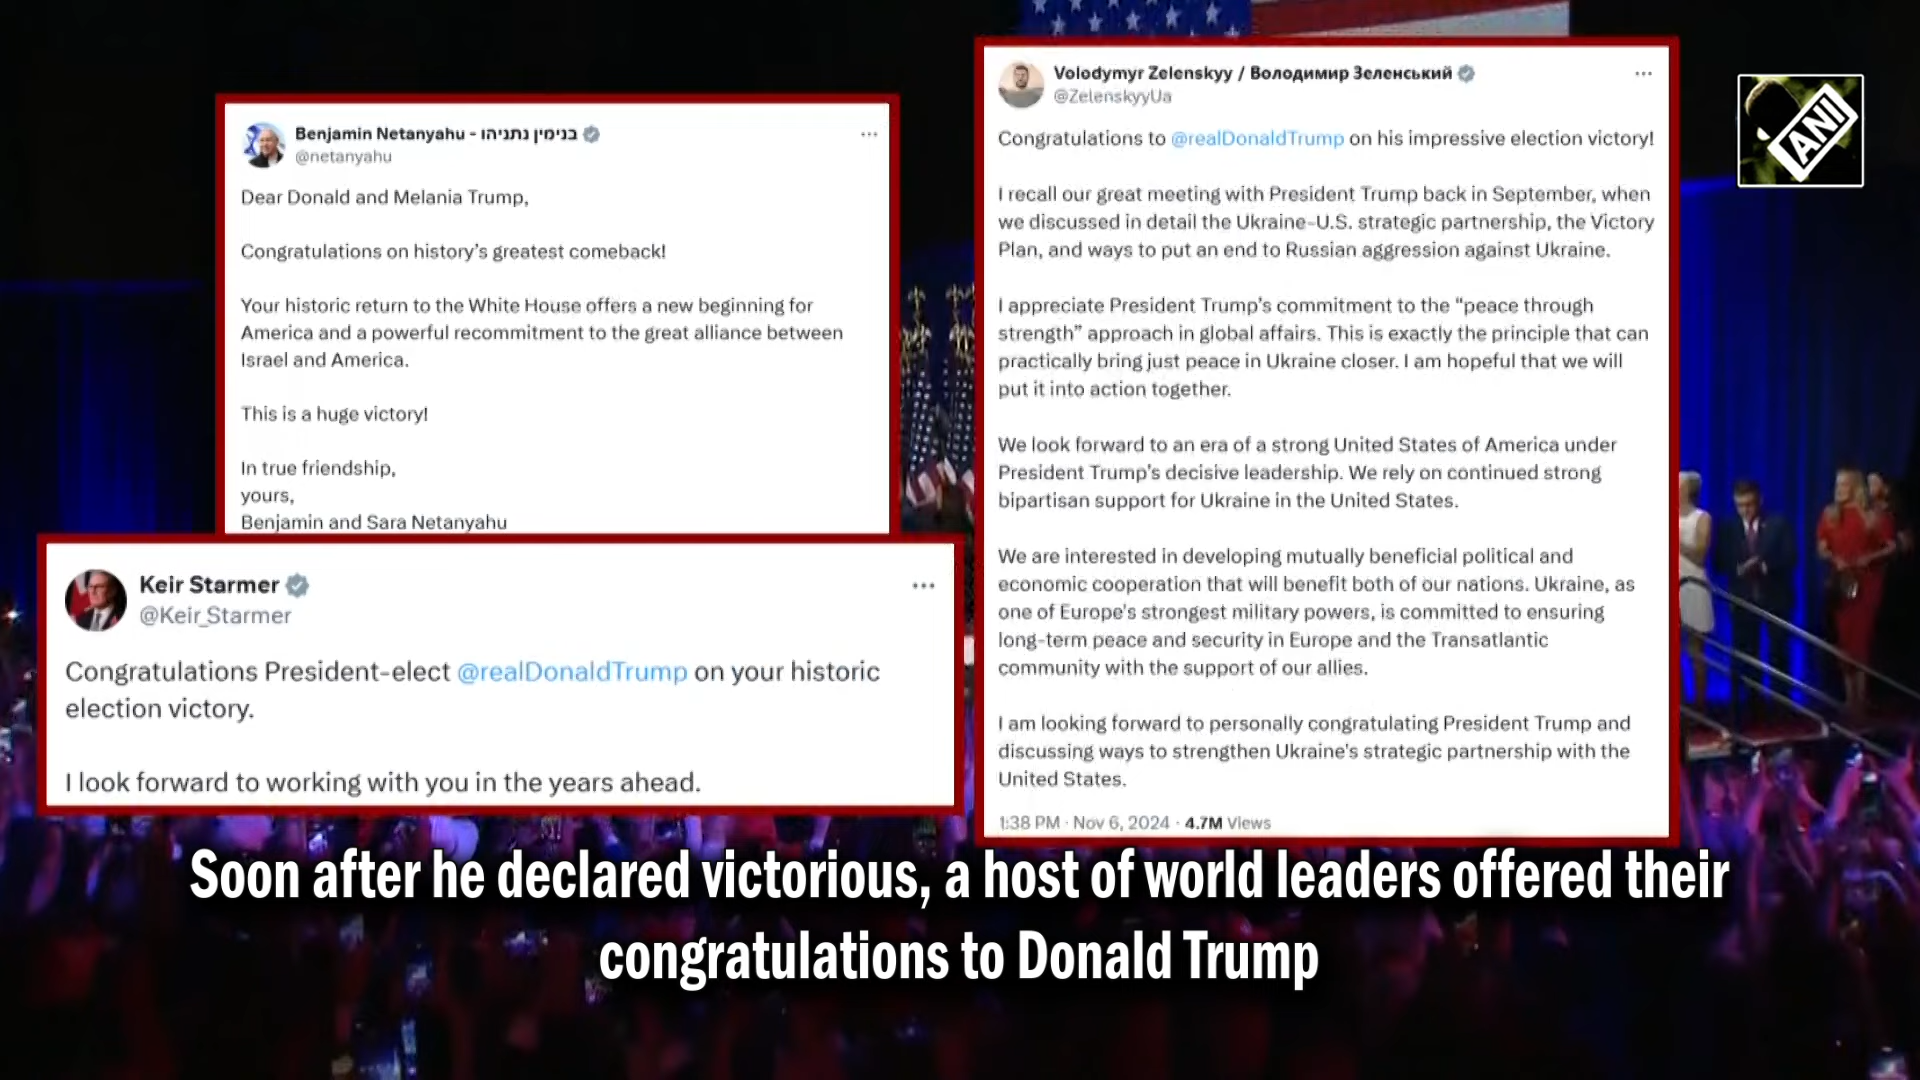 Benjamin Netanyahu - בנימין נתניהו
@netanyahu
Dear Donald and Melania Trump,
Congratulations on history's greatest comeback!
Your historic return to the White House offers a new beginning for
America and a powerful recommitment to the great alliance between
Israel and America.
This is a huge victory!
In true friendship,
yours,
Benjamin and Sara Netanyahu
Keir Starmer
@Keir_Starmer
Congratulations President-elect @realDonaldTrump on your historic
election victory.
I look forward to working with you in the years ahead.
Volodymyr Zelenskyy / Володимир Зеленський
@ZelenskyyUa
Congratulations to @realDonaldTrump on his impressive election victory!
I recall our great meeting with President Trump back in September, when
we discussed in detail the Ukraine-U.S. strategic partnership, the Victory
Plan, and ways to put an end to Russian aggression against Ukraine.
I appreciate President Trump's commitment to the “peace through
strength” approach in global affairs. This is exactly the principle that can
practically bring just peace in Ukraine closer. I am hopeful that we will
put it into action together.
We look forward to an era of a strong United States of America under
President Trump's decisive leadership. We rely on continued strong
bipartisan support for Ukraine in the United States.
We are interested in developing mutually beneficial political and
economic cooperation that will benefit both of our nations. Ukraine, as
one of Europe's strongest military powers, is committed to ensuring
long-term peace and security in Europe and the Transatlantic
community with the support of our allies.
I am looking forward to personally congratulating President Trump and
discussing ways to strengthen Ukraine's strategic partnership with the
United States.
1:38 PM · Nov 6, 2024 · 4.7M Views
ANI
Soon after he declared victorious, a host of world leaders offered their
congratulations to Donald Trump